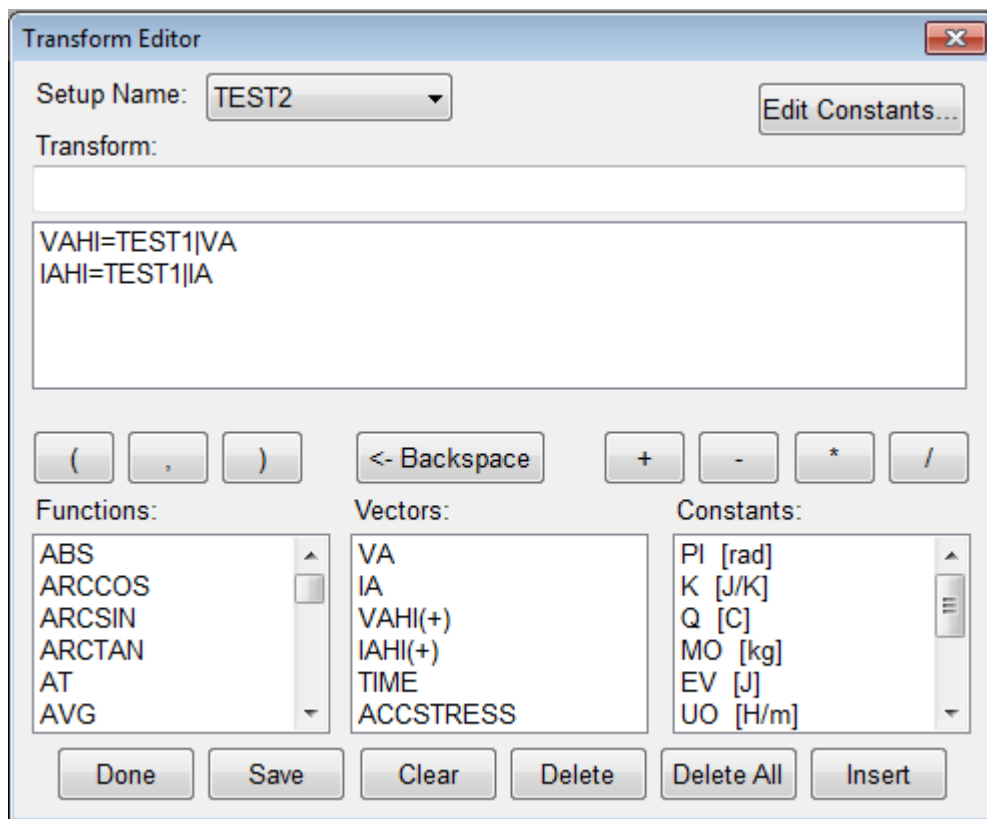 Transform Editor
Setup Name: TEST2
Edit Constants...
Transform:
VAHI=TEST1|VA
IAHI=TEST1|IA
( , ) <- Backspace + - * /
Functions: Vectors: Constants:
ABS VA PI [rad]
ARCCOS IA K [J/K]
ARCSIN VAHI(+) Q [C]
ARCTAN IAHI(+) MO [kg]
AT TIME EV [J]
AVG ACCSTRESS UO [H/m]
Done Save Clear Delete Delete All Insert